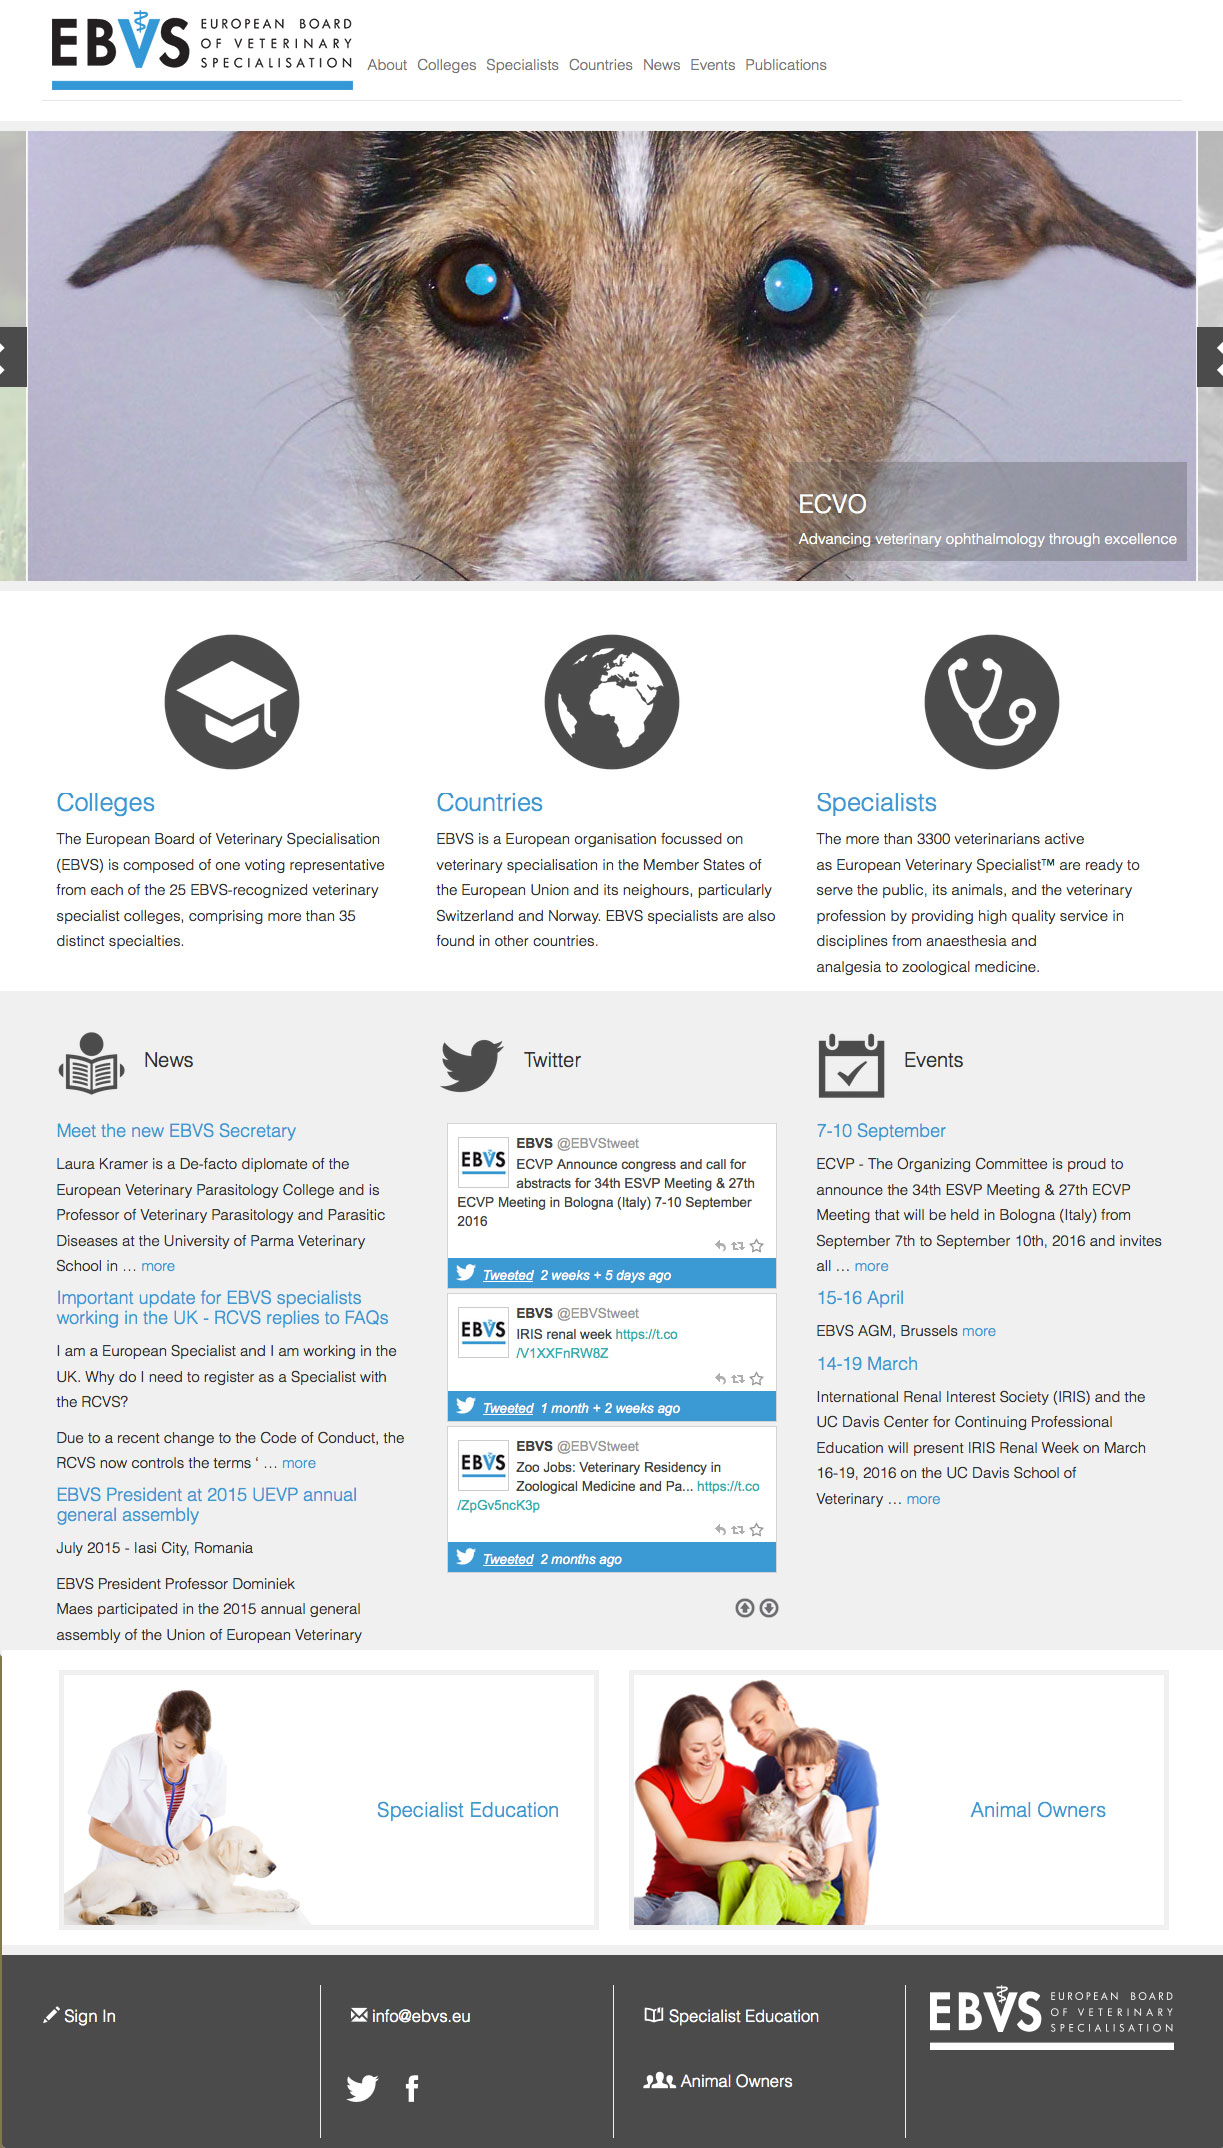 EBVS
EUROPEAN BOARD
OF VETERINARY
SPECIALISATION
About Colleges Specialists Countries News Events Publications
ECVO
Advancing veterinary ophthalmology through excellence
Colleges
The European Board of Veterinary Specialisation
(EBVS) is composed of one voting representative
from each of the 25 EBVS-recognized veterinary
specialist colleges, comprising more than 35
distinct specialties.
Countries
EBVS is a European organisation focussed on
veterinary specialisation in the Member States of
the European Union and its neighours, particularly
Switzerland and Norway. EBVS specialists are also
found in other countries.
Specialists
The more than 3300 veterinarians active
as European Veterinary Specialist™ are ready to
serve the public, its animals, and the veterinary
profession by providing high quality service in
disciplines from anaesthesia and
analgesia to zoological medicine.
News
Meet the new EBVS Secretary
Laura Kramer is a De-facto diplomate of the
European Veterinary Parasitology College and is
Professor of Veterinary Parasitology and Parasitic
Diseases at the University of Parma Veterinary
School in … more
Important update for EBVS specialists
working in the UK - RCVS replies to FAQs
I am a European Specialist and I am working in the
UK. Why do I need to register as a Specialist with
the RCVS?
Due to a recent change to the Code of Conduct, the
RCVS now controls the terms ‘ … more
EBVS President at 2015 UEVP annual
general assembly
July 2015 - Iasi City, Romania
EBVS President Professor Dominiek
Maes participated in the 2015 annual general
assembly of the Union of European Veterinary
Twitter
EBVS
EBVS @EBVStweet
ECVP Announce congress and call for
abstracts for 34th ESVP Meeting & 27th
ECVP Meeting in Bologna (Italy) 7-10 September
2016
Tweeted 2 weeks + 5 days ago
EBVS
EBVS @EBVStweet
IRIS renal week https://t.co
/V1XXFnRW8Z
Tweeted 1 month + 2 weeks ago
EBVS
EBVS @EBVStweet
Zoo Jobs: Veterinary Residency in
Zoological Medicine and Pa... https://t.co
/ZpGv5ncK3p
Tweeted 2 months ago
Events
7-10 September
ECVP - The Organizing Committee is proud to
announce the 34th ESVP Meeting & 27th ECVP
Meeting that will be held in Bologna (Italy) from
September 7th to September 10th, 2016 and invites
all … more
15-16 April
EBVS AGM, Brussels more
14-19 March
International Renal Interest Society (IRIS) and the
UC Davis Center for Continuing Professional
Education will present IRIS Renal Week on March
16-19, 2016 on the UC Davis School of
Veterinary … more
Specialist Education
Animal Owners
Sign In
info@ebvs.eu
Specialist Education
Animal Owners
EBVS
EUROPEAN BOARD
OF VETERINARY
SPECIALISATION